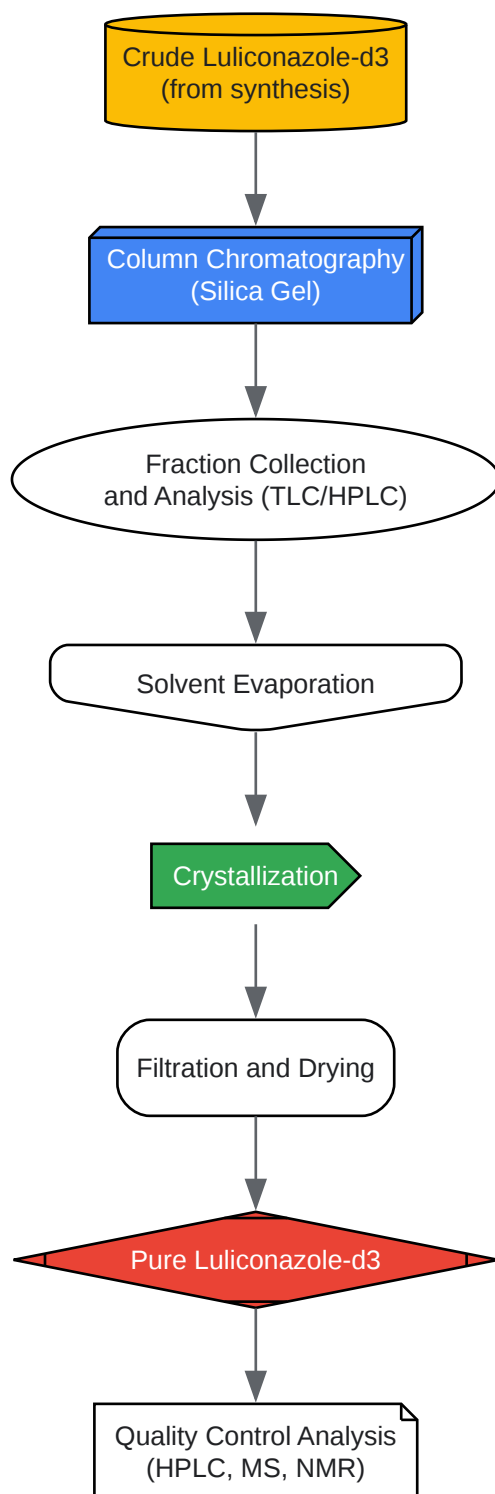 Crude Luliconazole-d3
(from synthesis)
Column Chromatography
(Silica Gel)
Fraction Collection
and Analysis (TLC/HPLC)
Solvent Evaporation
Crystallization
Filtration and Drying
Pure Luliconazole-d3
Quality Control Analysis
(HPLC, MS, NMR)